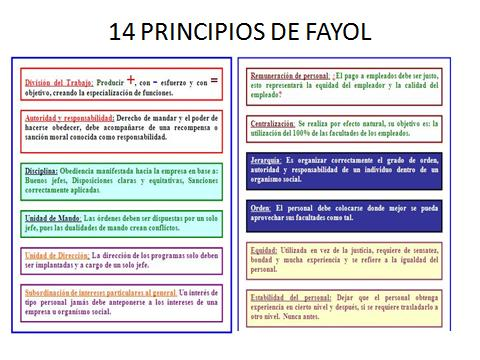 14 PRINCIPIOS DE FAYOL
División del Trabajo: Producir +, con – esfuerzo y con =
objetivo, creando la especialización de funciones.
Autoridad y responsabilidad: Derecho de mandar y el poder de
hacerse obedecer, debe acompañarse de una recompensa o
sanción moral conocida como responsabilidad.
Disciplina: Obediencia manifestada hacia la empresa en base a:
Buenos jefes, Disposiciones claras y equitativas, Sanciones
correctamente aplicadas.
Unidad de Mando: Las órdenes deben ser dispuestas por un solo
jefe, pues las dualidades de mando crean conflictos.
Unidad de Dirección: La dirección de los programas solo deben
ser implantadas y a cargo de un solo jefe.
Subordinación de intereses particulares al general. Un interés de
tipo personal jamás debe anteponerse a los intereses de una
empresa u organismo social.
Remuneración de personal: ¿El pago a empleados debe ser justo,
esto representará la equidad del empleador y la calidad del
empleado?
Centralización: Se realiza por efecto natural, su objetivo es: la
utilización del 100% de las facultades de los empleados.
Jerarquía: Es organizar correctamente el grado de orden,
autoridad y responsabilidad de un individuo dentro de un
organismo social.
Orden: El personal debe colocarse donde mejor se pueda
aprovechar sus facultades como tal.
Equidad: Utilizada en vez de la justicia, requiere de sensatez,
bondad y mucha experiencia y se refiere a la igualdad del
personal.
Estabilidad del personal: Dejar que el personal obtenga
experiencia en cierto nivel y después, si se requiere trasladarlo a
otro nivel. Nunca antes.